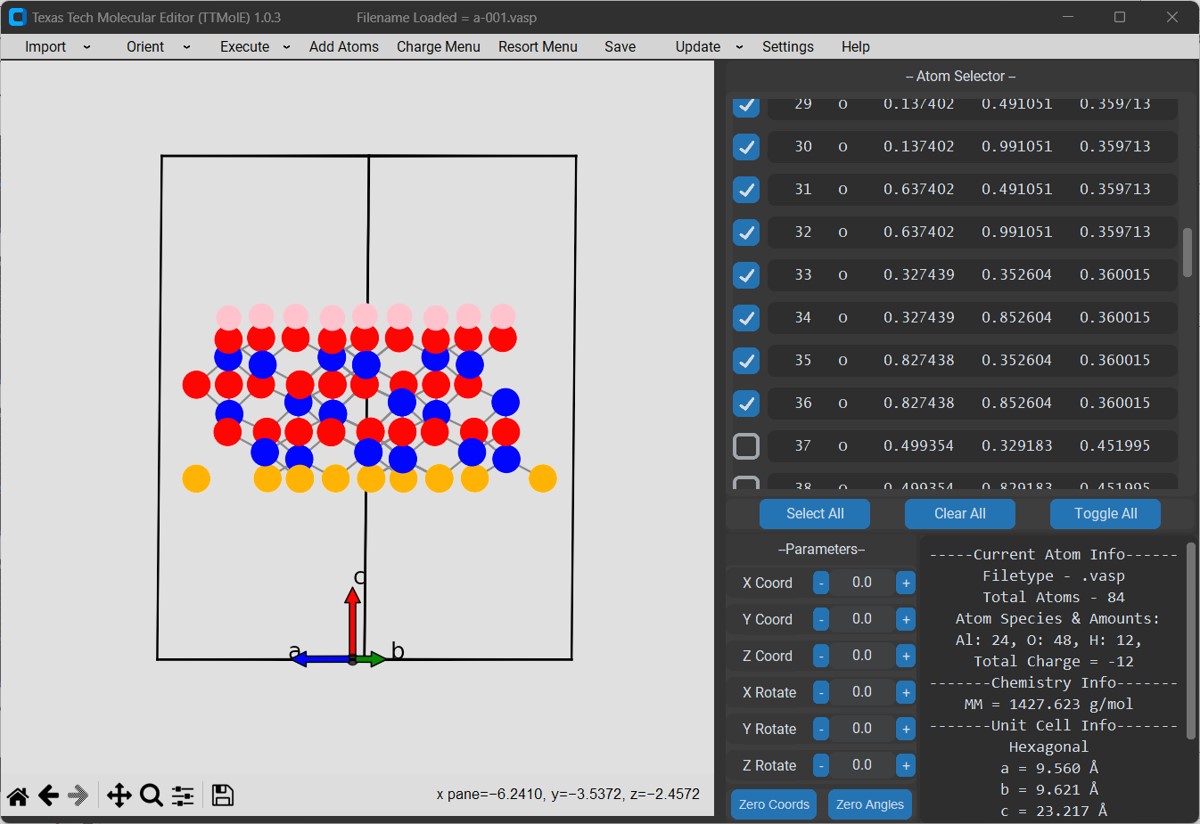 Texas Tech Molecular Editor (TTMolE) 1.0.3 Filename Loaded = a-001.vasp
Import Orient Execute Add Atoms Charge Menu Resort Menu Save Update Settings Help
-- Atom Selector --
29 O 0.137402 0.491051 0.359713
30 O 0.137402 0.991051 0.359713
31 O 0.637402 0.491051 0.359713
32 O 0.637402 0.991051 0.359713
33 O 0.327439 0.352604 0.360015
34 O 0.327439 0.852604 0.360015
35 O 0.827438 0.352604 0.360015
36 O 0.827438 0.852604 0.360015
37 O 0.499354 0.329183 0.451995
38 O 0.499354 0.829183 0.451995
Select All Clear All Toggle All
--Parameters--
X Coord - 0.0 +
Y Coord - 0.0 +
Z Coord - 0.0 +
X Rotate - 0.0 +
Y Rotate - 0.0 +
Z Rotate - 0.0 +
Zero Coords Zero Angles
-----Current Atom Info------
Filetype - .vasp
Total Atoms - 84
Atom Species & Amounts:
Al: 24, O: 48, H: 12,
Total Charge = -12
-------Chemistry Info-------
MM = 1427.623 g/mol
-------Unit Cell Info-------
Hexagonal
a = 9.560 Å
b = 9.621 Å
c = 23.217 Å
c
a b
x pane=−6.2410, y=−3.5372, z=−2.4572